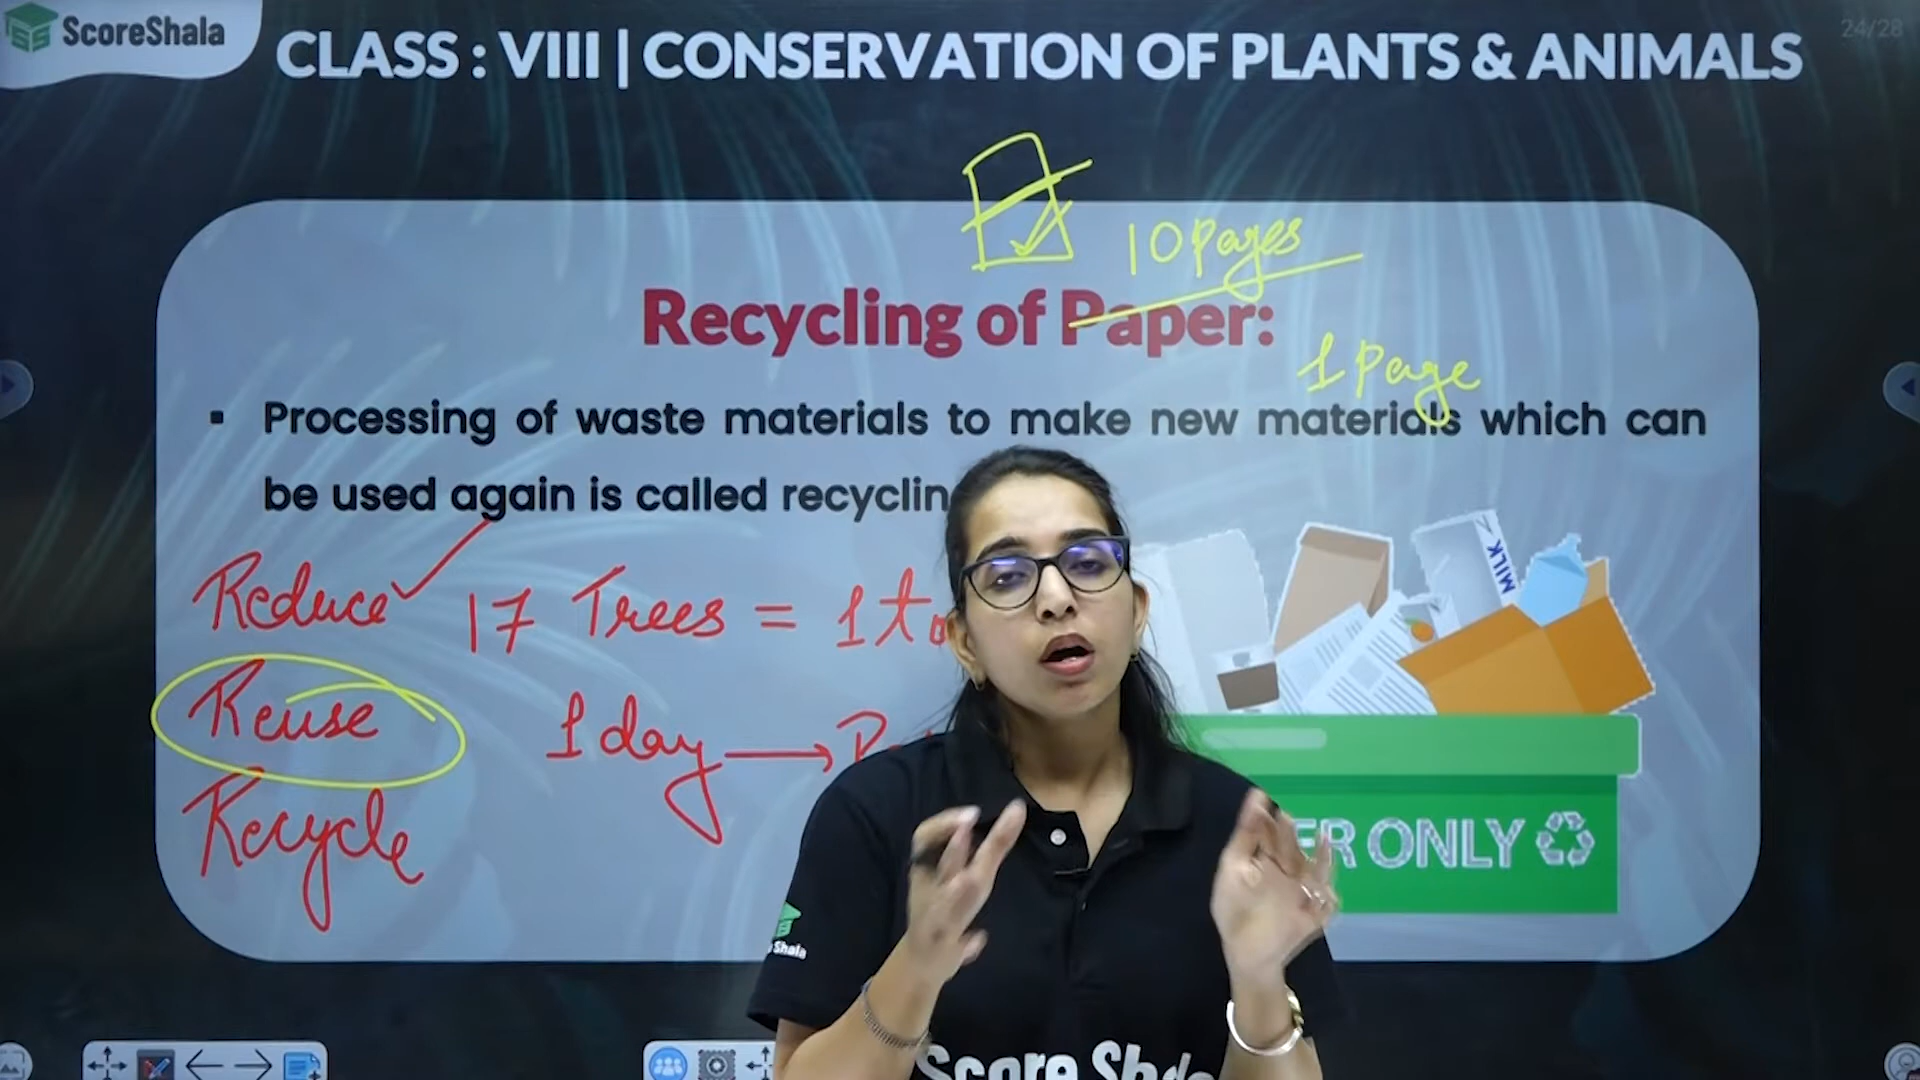 ScoreShala
CLASS : VIII | CONSERVATION OF PLANTS & ANIMALS
24/28
10 Pages
Recycling of Paper:
1 Page
▪ Processing of waste materials to make new materials which can
be used again is called recyclin
Reduce
17 Trees = 1 to
Reuse
1 day →
Recycle
MILK
ER ONLY
Shala
Score Sh